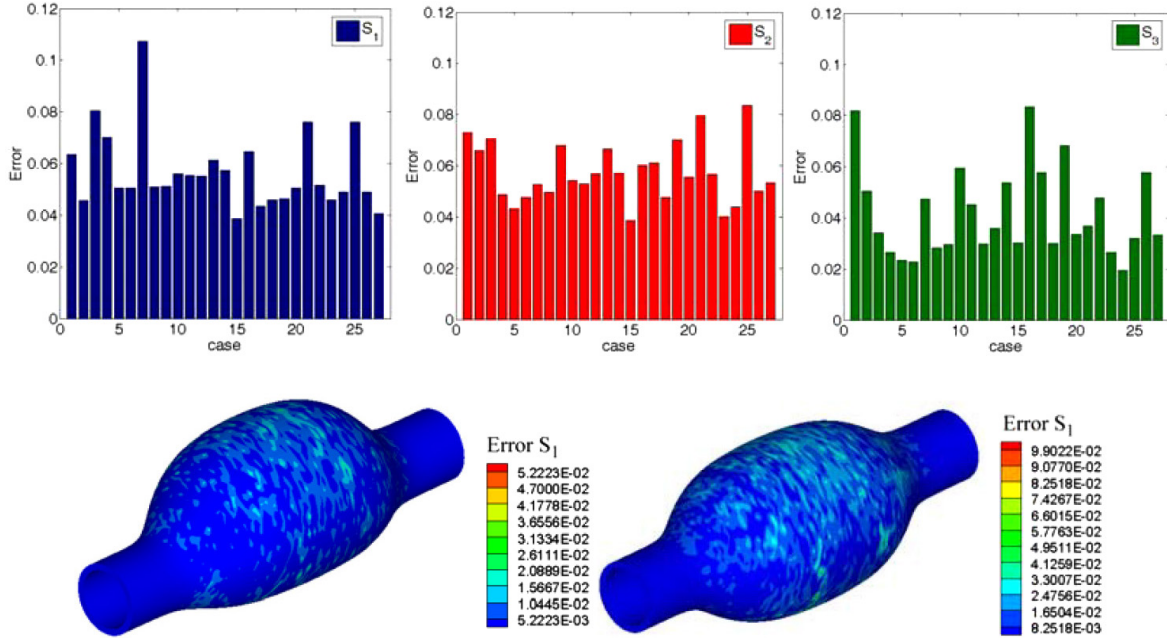 0.12
0.1
0.08
0.06
0.04
0.02
0
Error
0 5 10 15 20 25
case
S1
0.12
0.1
0.08
0.06
0.04
0.02
0
Error
0 5 10 15 20 25
case
S2
0.12
0.1
0.08
0.06
0.04
0.02
0
Error
0 5 10 15 20 25
case
S3
Error S1
5.2223E-02
4.7000E-02
4.1778E-02
3.6556E-02
3.1334E-02
2.6111E-02
2.0889E-02
1.5667E-02
1.0445E-02
5.2223E-03
Error S1
9.9022E-02
9.0770E-02
8.2518E-02
7.4267E-02
6.6015E-02
5.7763E-02
4.9511E-02
4.1259E-02
3.3007E-02
2.4756E-02
1.6504E-02
8.2518E-03